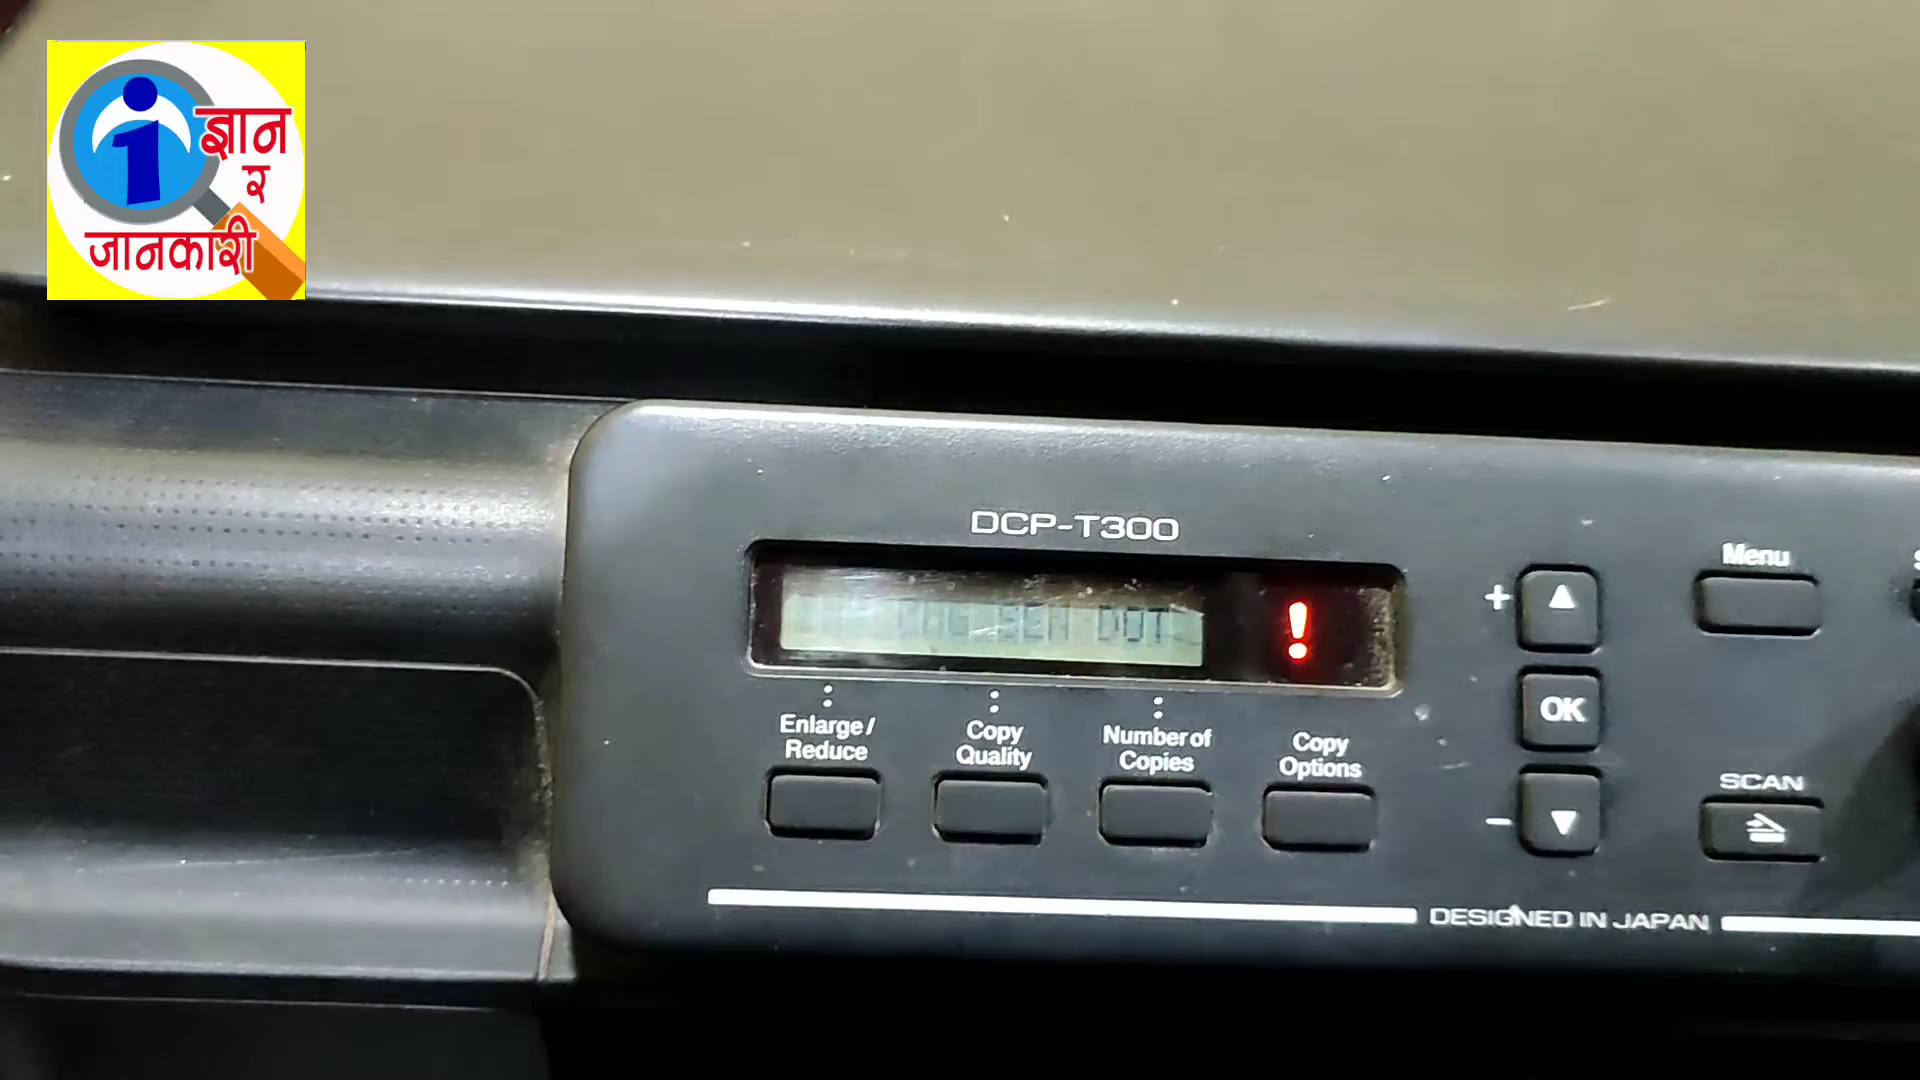 ज्ञान
र
जानकारी
DCP-T300
Enlarge/
Reduce
Copy
Quality
Number of
Copies
Copy
Options
+
OK
-
Menu
SCAN
DESIGNED IN JAPAN